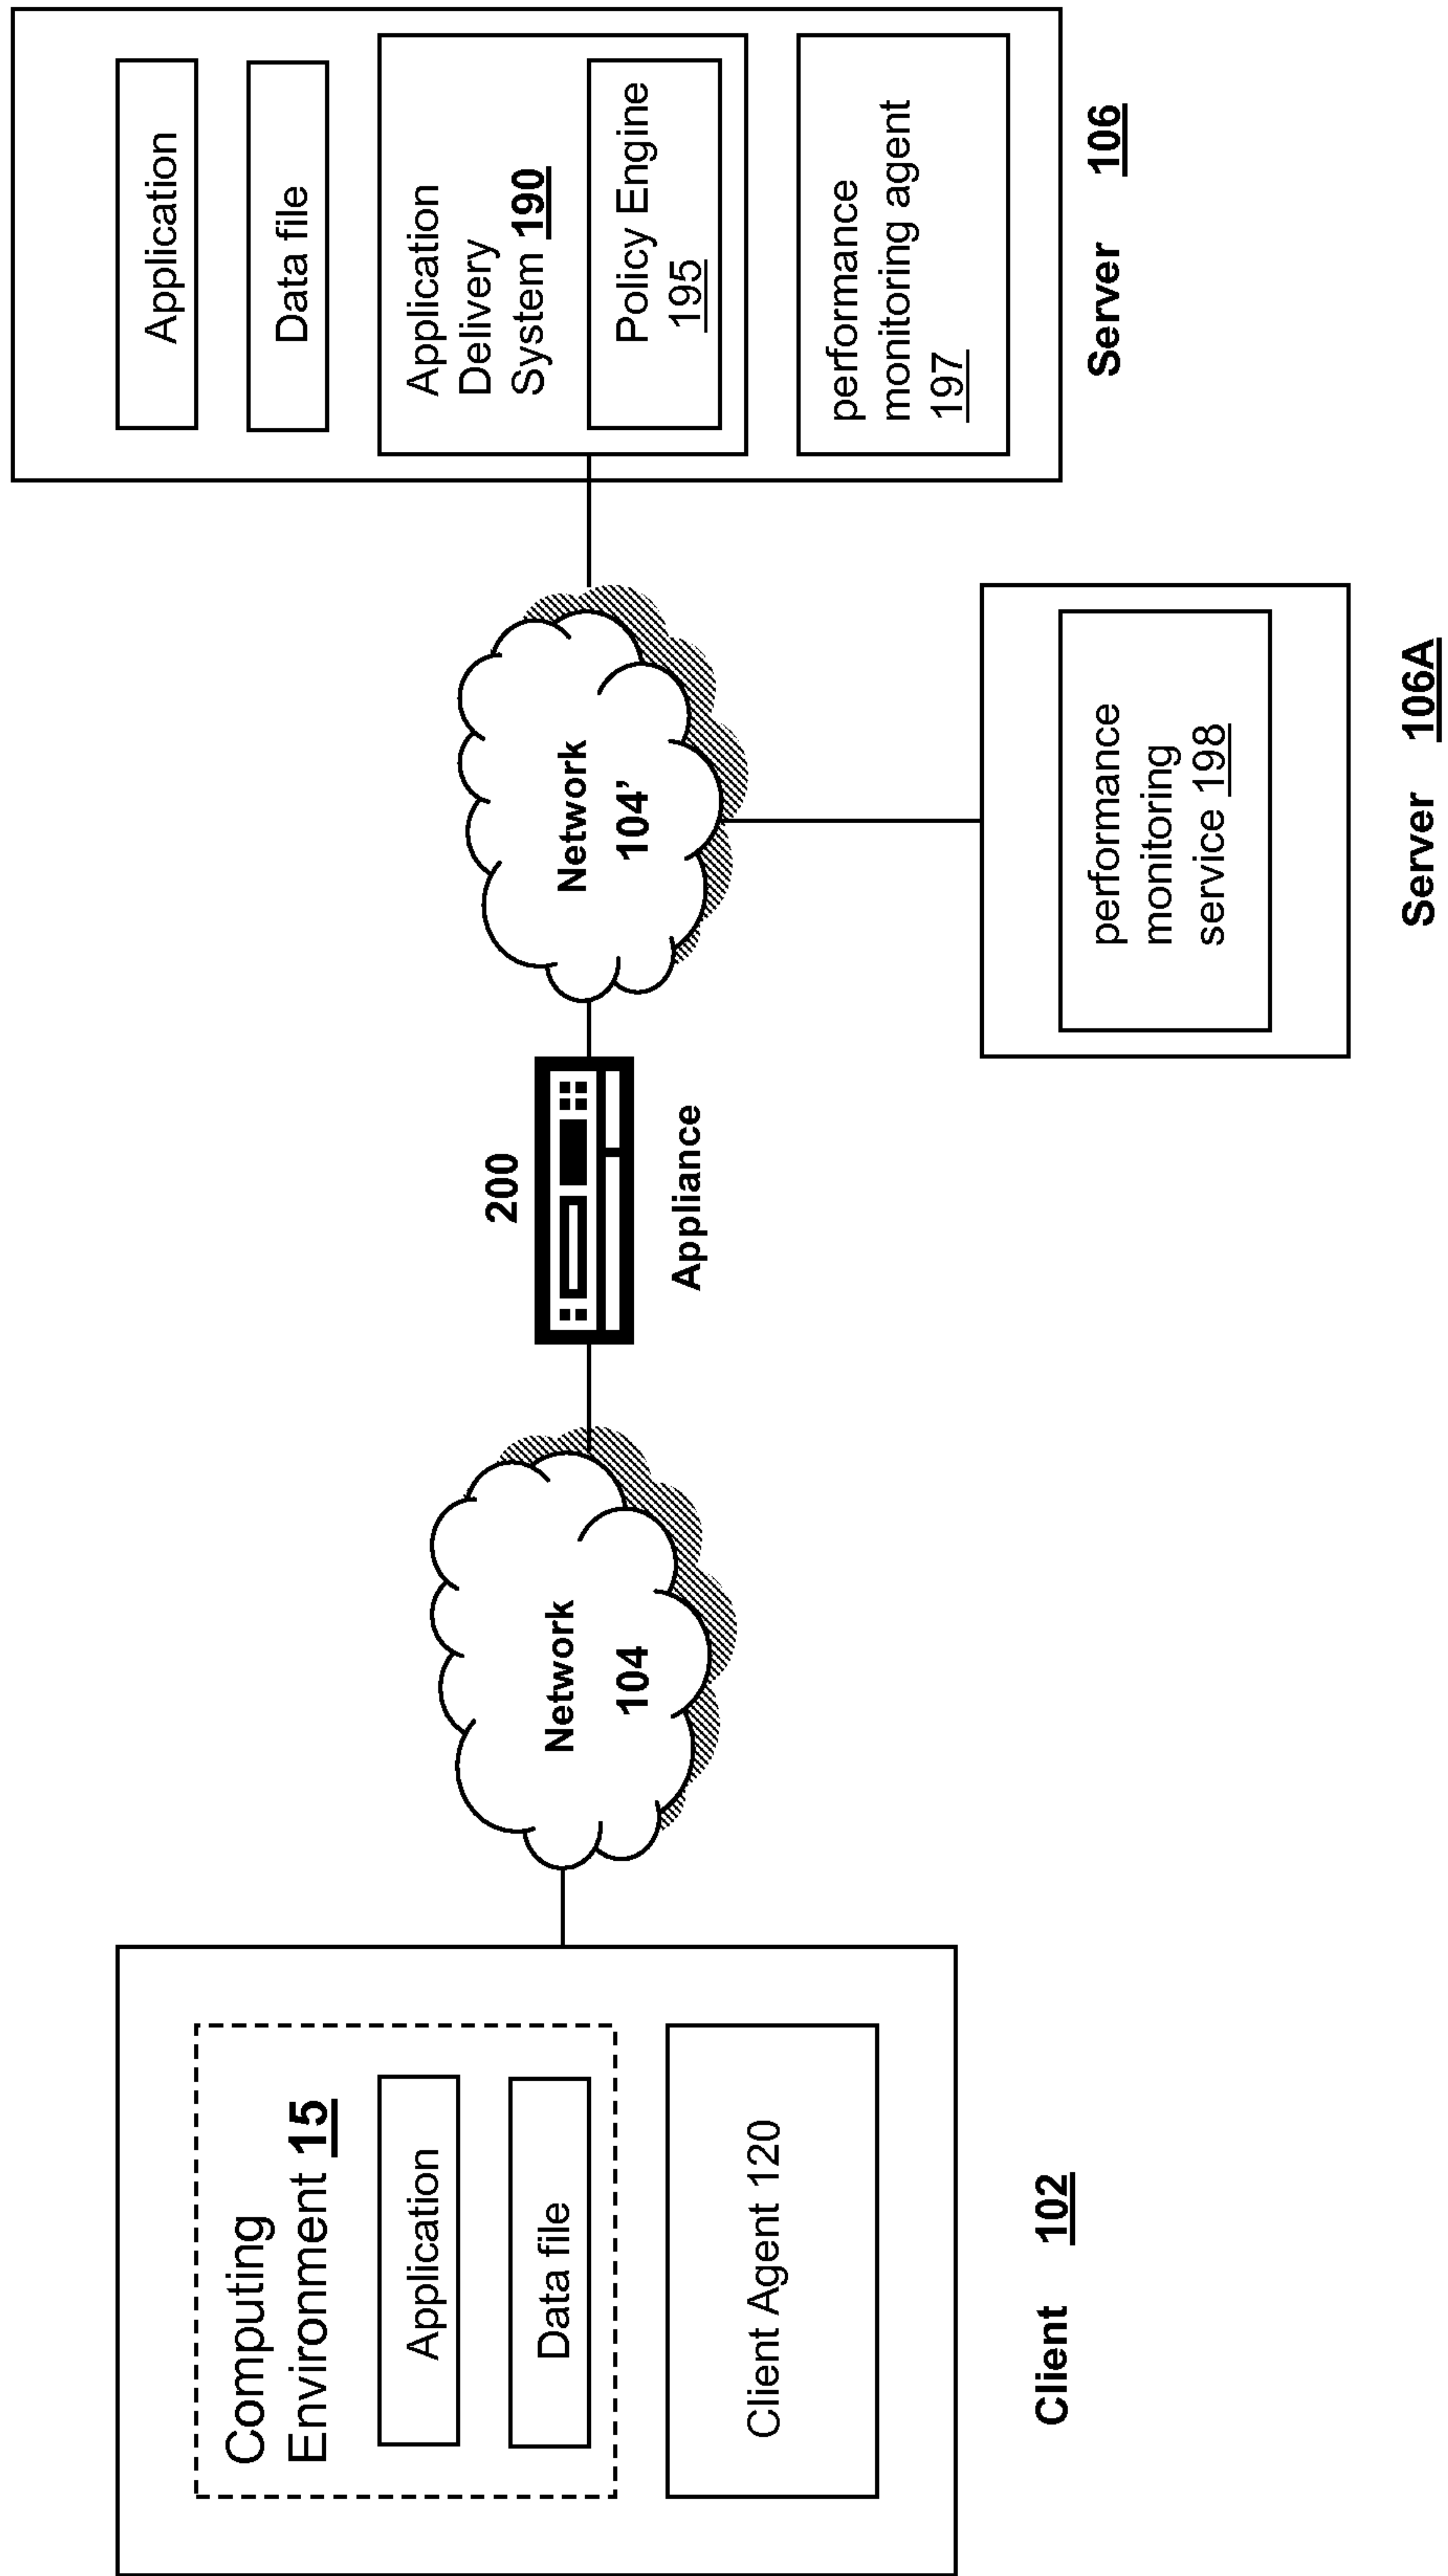 Computing
Environment 15
Application
Data file
Client Agent 120
Client 102
Network
104
200
Appliance
Network
104’
performance
monitoring
service 198
Server 106A
Application
Data file
Application
Delivery
System 190
Policy Engine
195
performance
monitoring agent
197
Server 106